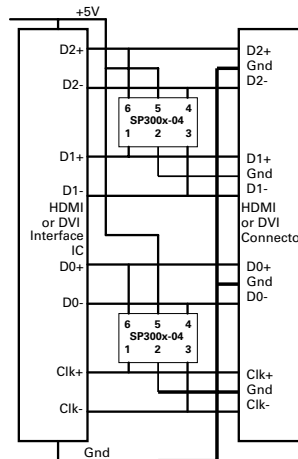 +5V
D2+ D2+
Gnd
D2- D2-
6 5 4
SP300x-04
1 2 3
D1+ D1+
Gnd
D1- D1-
HDMI HDMI
or DVI or DVI
Interface Connector
IC
D0+ D0+
Gnd
D0- D0-
6 5 4
SP300x-04
1 2 3
Clk+ Clk+
Gnd
Clk- Clk-
Gnd